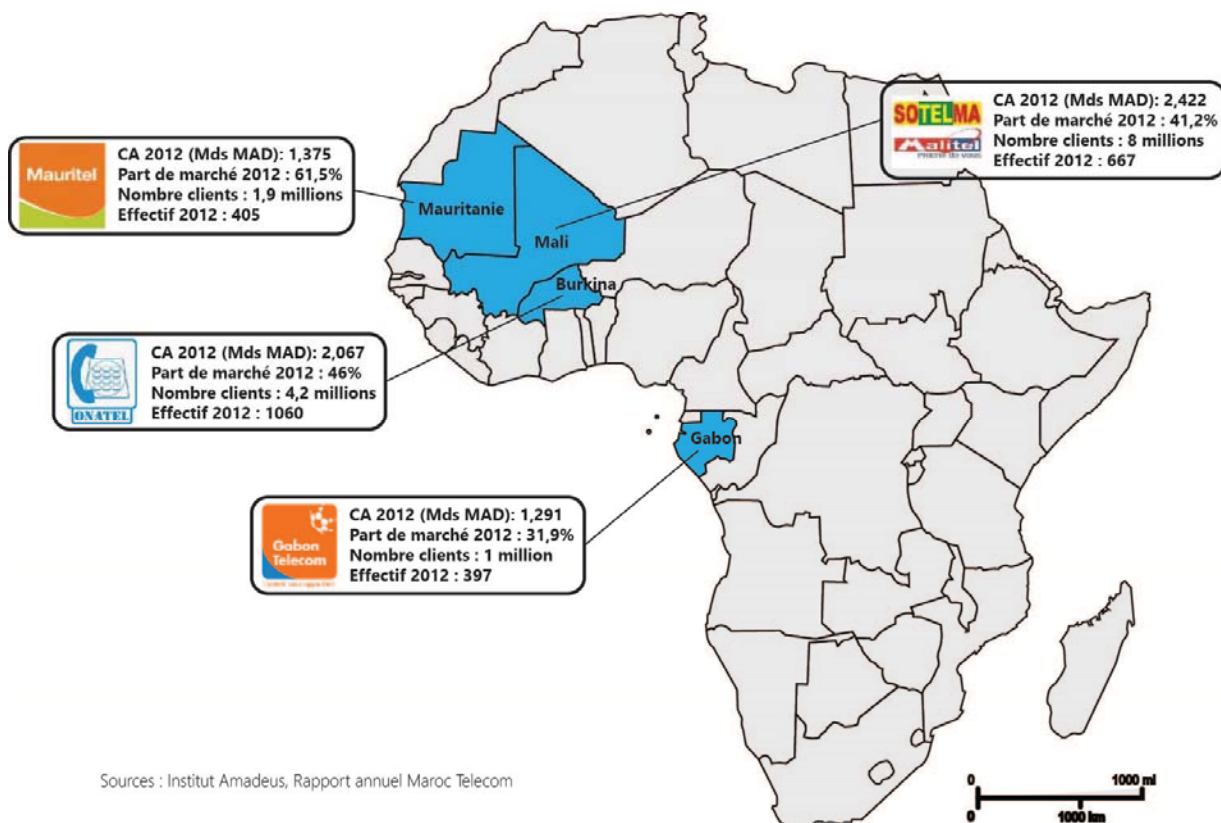 SOTELMA
Malitel
CA 2012 (Mds MAD): 2,422
Part de marché 2012 : 41,2%
Nombre clients : 8 millions
Effectif 2012 : 667
Mauritel
CA 2012 (Mds MAD): 1,375
Part de marché 2012 : 61,5%
Nombre clients : 1,9 millions
Effectif 2012 : 405
Mauritanie
Mali
Burkina
ONATEL
CA 2012 (Mds MAD): 2,067
Part de marché 2012 : 46%
Nombre clients : 4,2 millions
Effectif 2012 : 1060
Gabon
Gabon
Telecom
CA 2012 (Mds MAD): 1,291
Part de marché 2012 : 31,9%
Nombre clients : 1 million
Effectif 2012 : 397
Sources : Institut Amadeus, Rapport annuel Maroc Telecom
0 1000 mi
0 1000 km